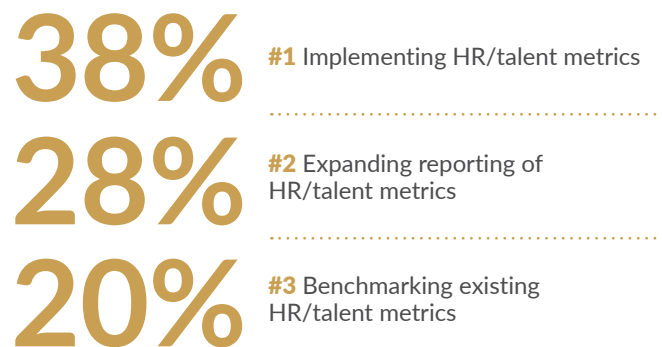 38%
#1 Implementing HR/talent metrics
28%
#2 Expanding reporting of
HR/talent metrics
20%
#3 Benchmarking existing
HR/talent metrics